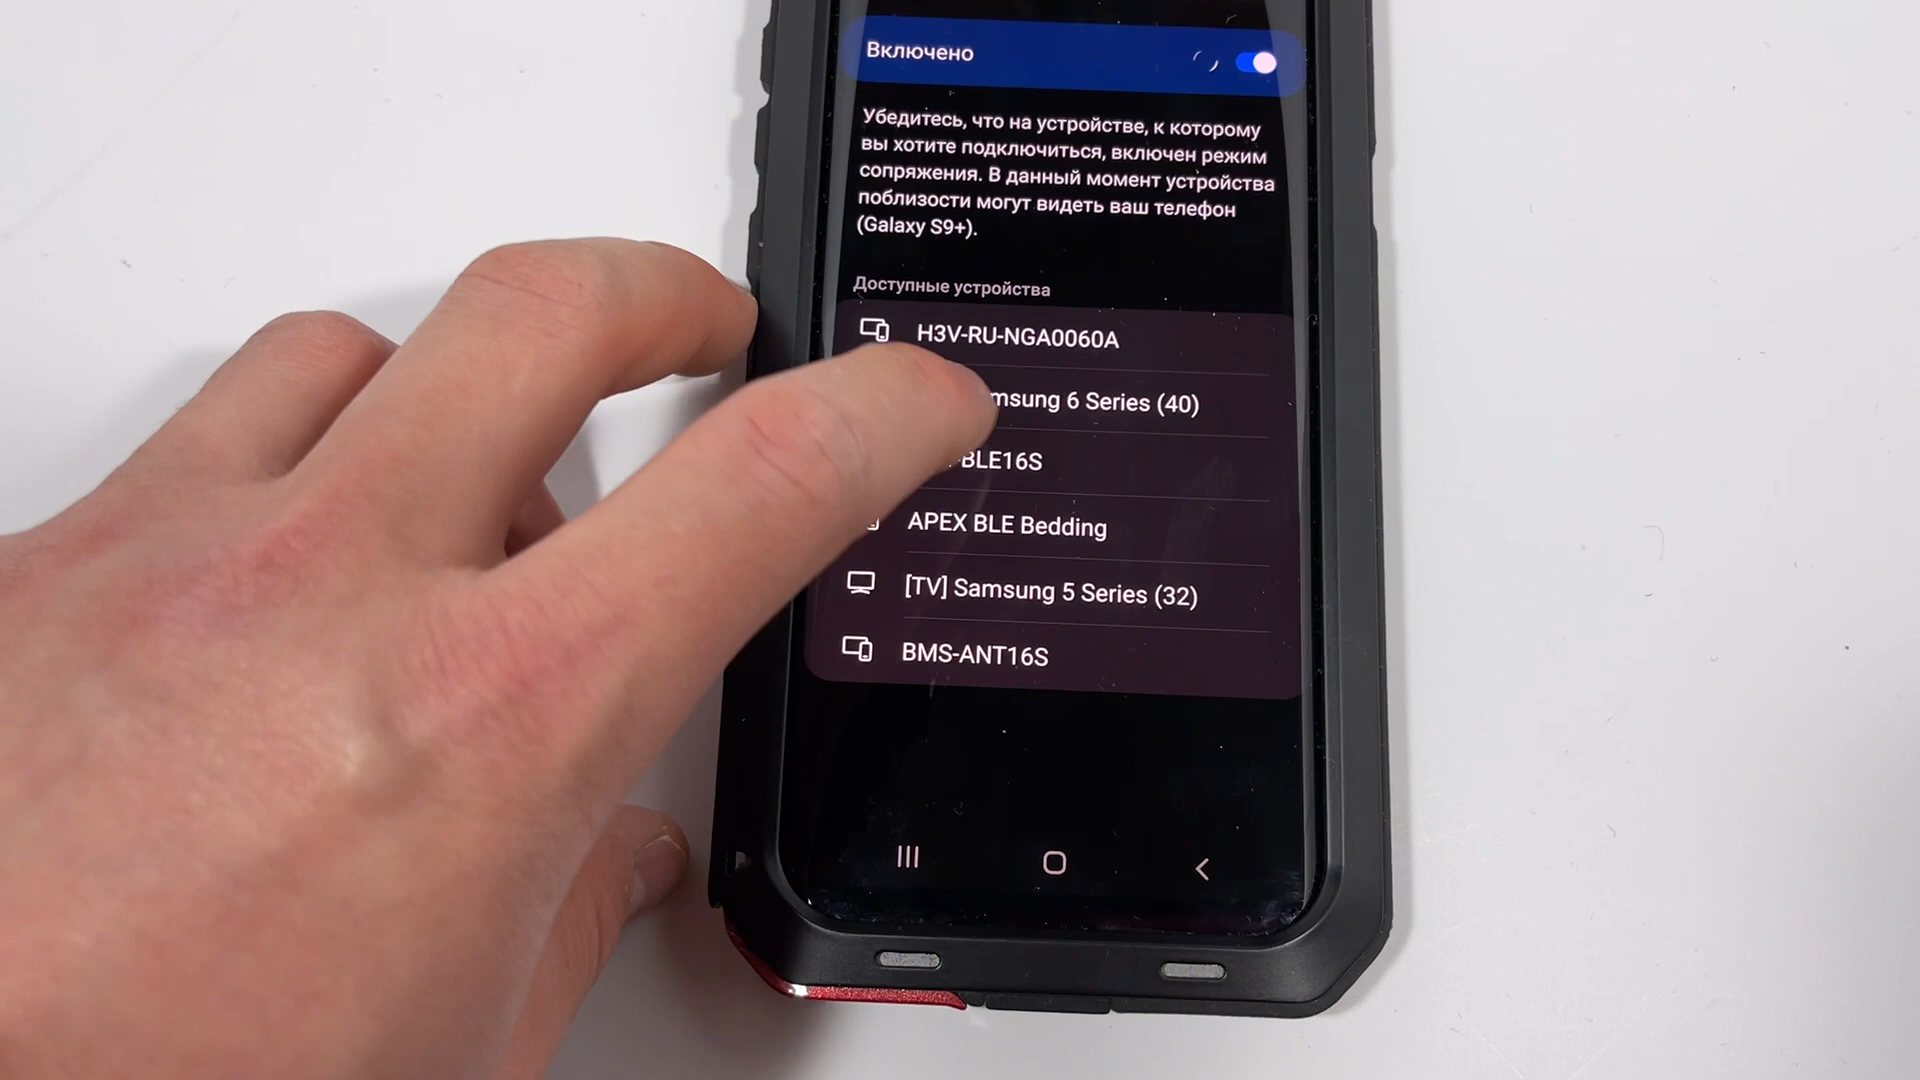 Включено
Убедитесь, что на устройстве, к которому
вы хотите подключиться, включен режим
сопряжения. В данный момент устройства
поблизости могут видеть ваш телефон
(Galaxy S9+).
Доступные устройства
H3V-RU-NGA0060A
6 Series (40)
APEX BLE Bedding
[TV] Samsung 5 Series (32)
BMS-ANT16S